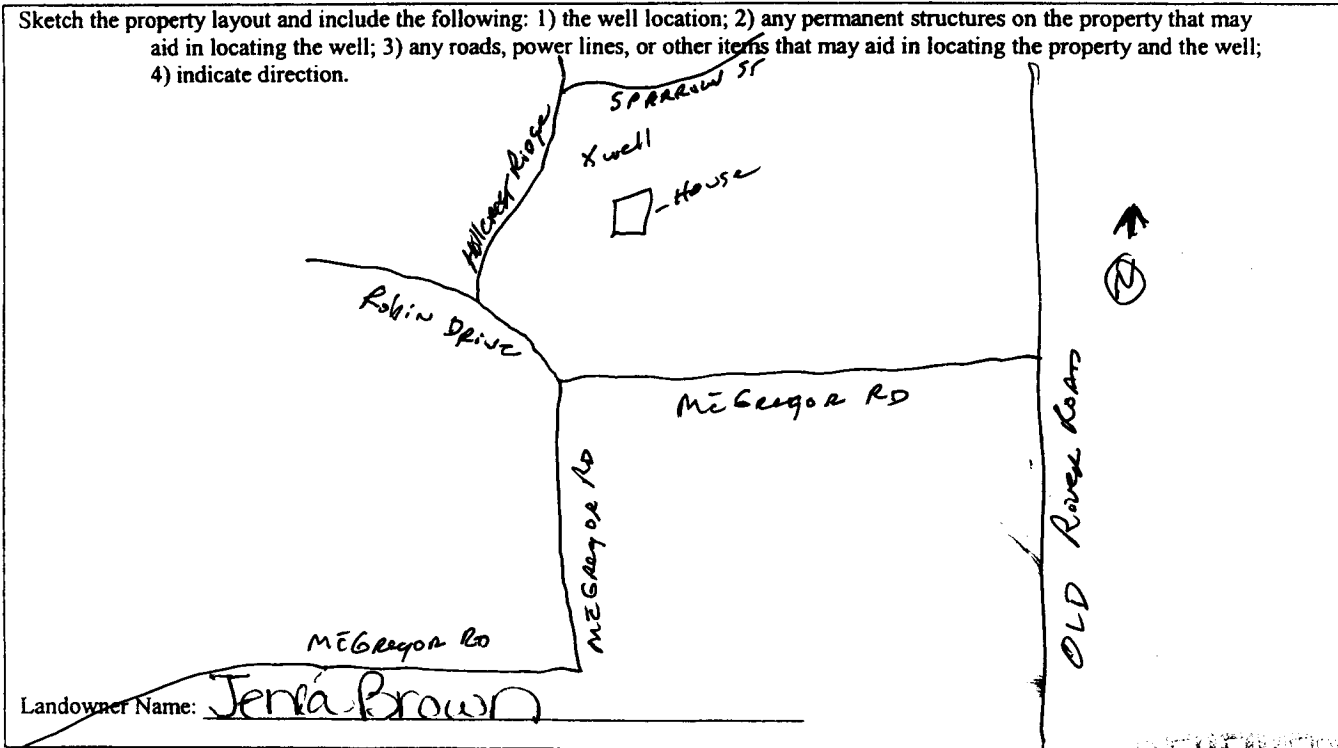 Sketch the property layout and include the following: 1) the well location; 2) any permanent structures on the property that may
aid in locating the well; 3) any roads, power lines, or other items that may aid in locating the property and the well;
4) indicate direction.
SPARROW ST
Hillcrest Ridge
X well
House
N
Robin Drive
McGregor RD
OLD River Road
McGregor RD
McGregor RD
Landowner Name: Jenia Brown